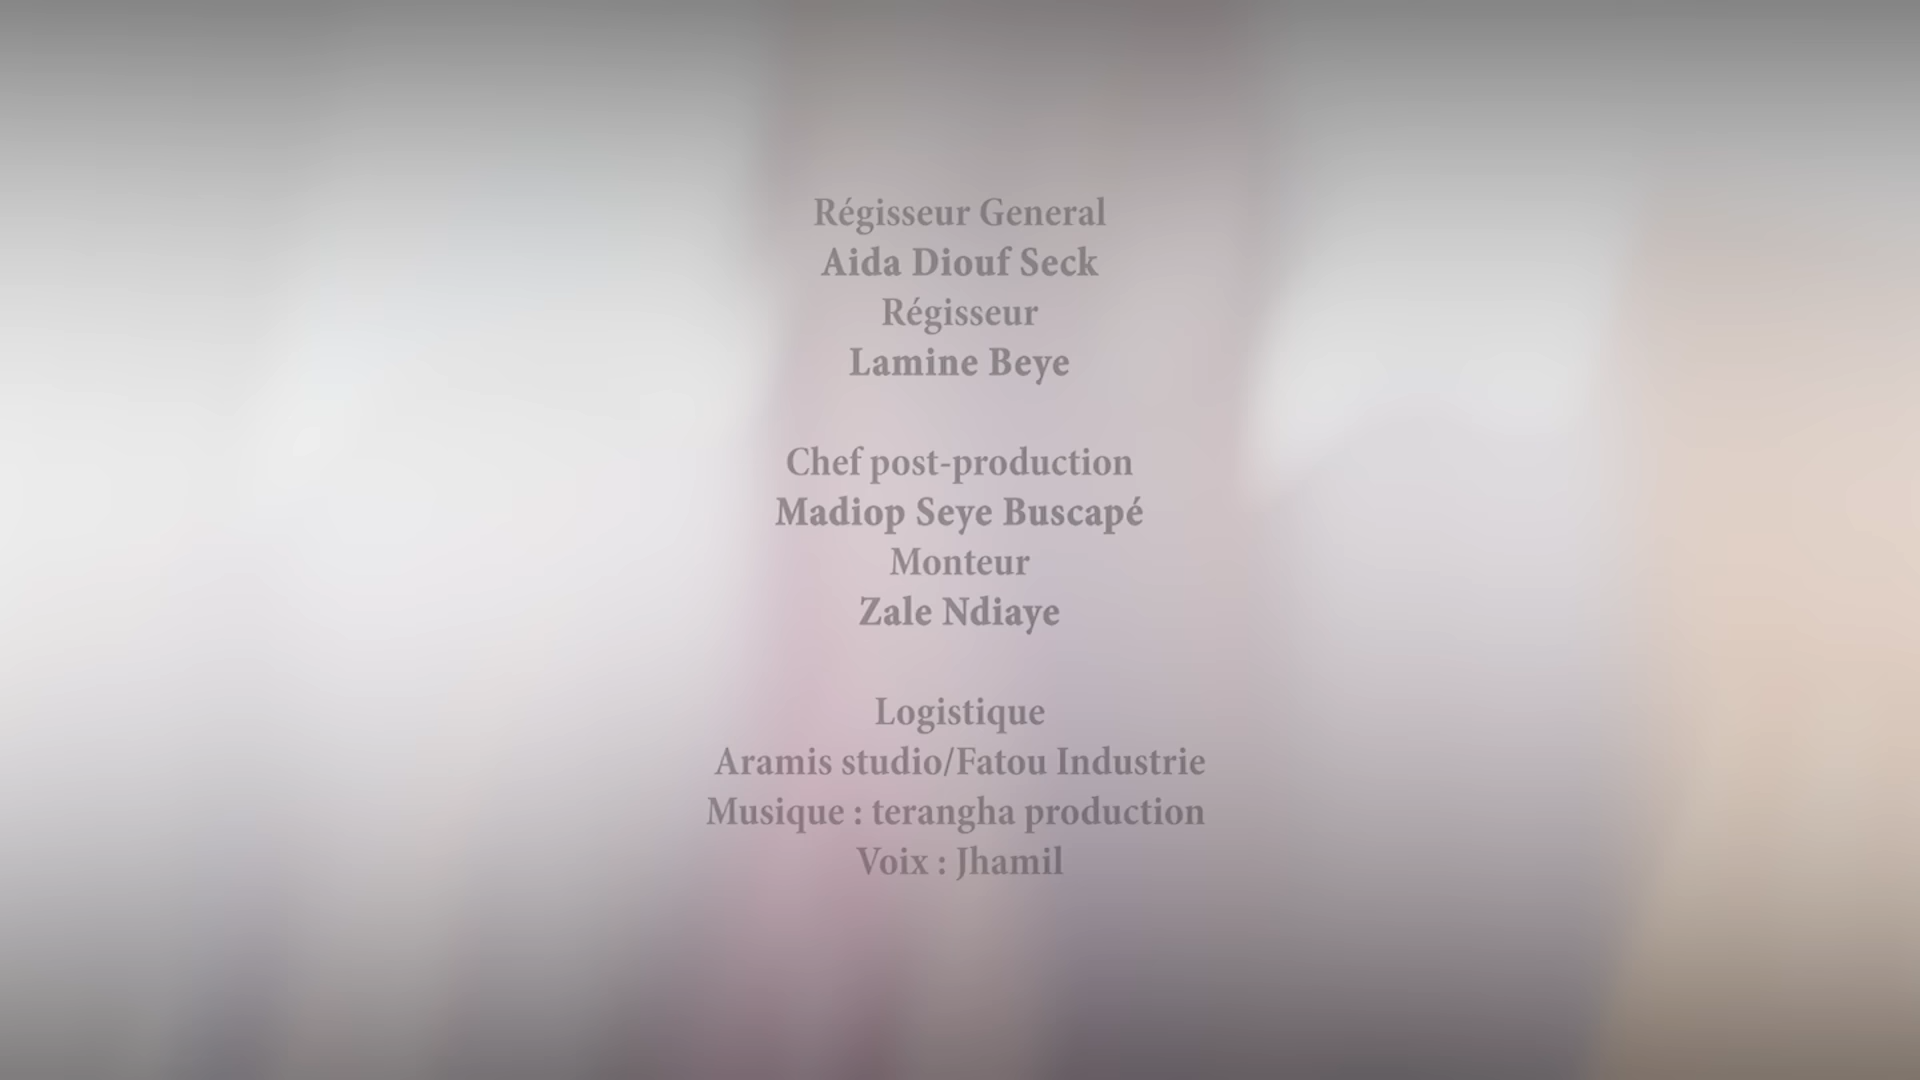 Régisseur General
Aida Diouf Seck
Régisseur
Lamine Beye
Chef post-production
Madiop Seye Buscapé
Monteur
Zale Ndiaye
Logistique
Aramis studio/Fatou Industrie
Musique : terangha production
Voix : Jhamil